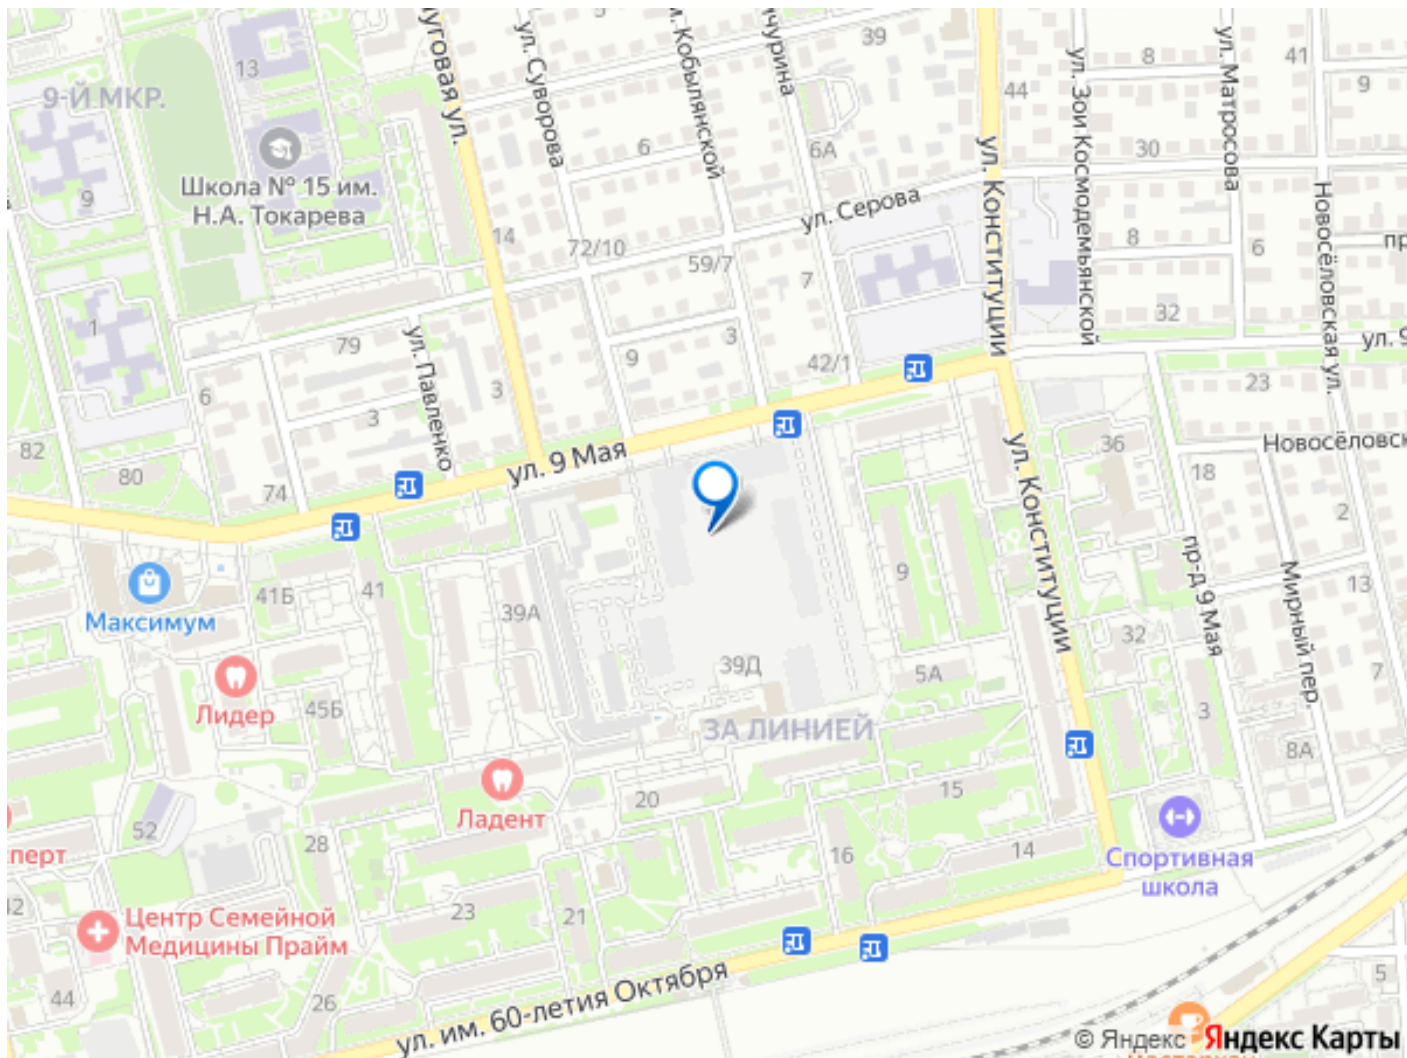 ул. Суворова
Кобылянской
39
44
ул. Зои Космодемьянской
8
ул. Матросова
41
9
9-Й МКР.
13
Школа № 15 им.
Н.А. Токарева
9
6
6А
ул. Конституции
30
Новосёловская ул.
ул. Серова
14
72/10
59/7
7
8
6
32
1
79
ул. Павленко
3
9
3
42/1
6
3
23
82
80
74
ул. 9 Мая
ул. Конституции
36
18
2
пр-д 9 Мая
Мирный пер.
13
Максимум
41Б
41
39А
9
32
7
Лидер
45Б
39Д
5А
3
ЗА ЛИНИЕЙ
8А
Ладент
20
15
52
28
16
14
Спортивная
школа
Центр Семейной
Медицины Прайм
23
21
44
26
5
ул. им. 60-летия Октября
© Яндекс Яндекс Карты